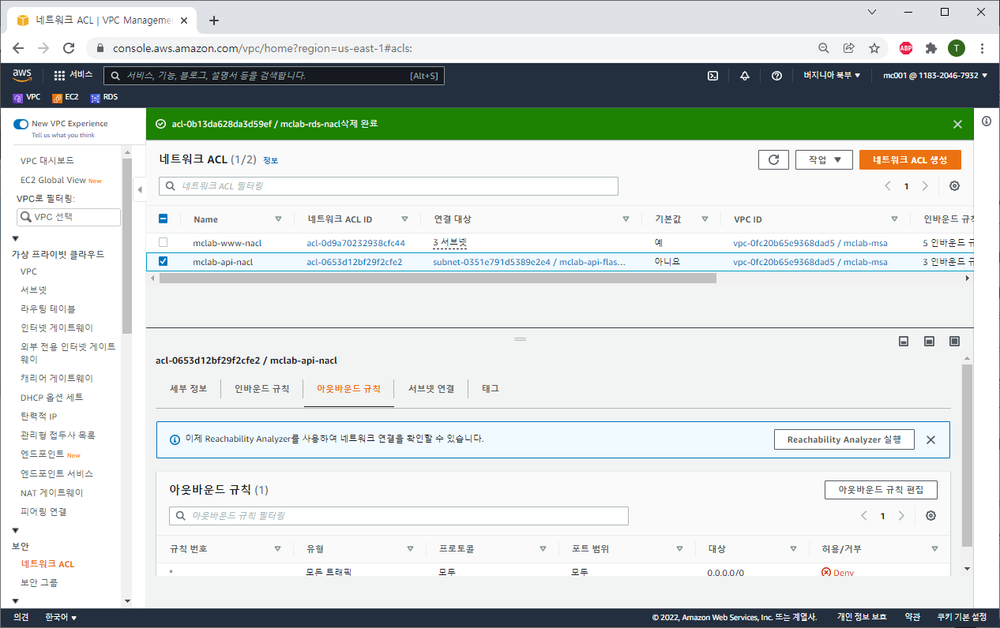 네트워크 ACL | VPC Manageme
console.aws.amazon.com/vpc/home?region=us-east-1#acls:
ABP
T
aws
서비스
서비스, 기능, 블로그, 설명서 등을 검색합니다.
[Alt+S]
버지니아 북부
mc001 @ 1183-2046-7932
VPC
EC2
RDS
New VPC Experience
Tell us what you think
acl-0b13da628da3d59ef / mclab-rds-nacl삭제 완료
VPC 대시보드
EC2 Global View New
VPC로 필터링:
VPC 선택
가상 프라이빗 클라우드
VPC
서브넷
라우팅 테이블
인터넷 게이트웨이
외부 전용 인터넷 게이트
웨이
캐리어 게이트웨이
DHCP 옵션 세트
탄력적 IP
관리형 접두사 목록
엔드포인트 New
엔드포인트 서비스
NAT 게이트웨이
피어링 연결
보안
네트워크 ACL
보안 그룹
네트워크 ACL (1/2) 정보
작업
네트워크 ACL 생성
네트워크 ACL 필터링
1
Name 네트워크 ACL ID 연결 대상 기본값 VPC ID 인바운드 규칙
mclab-www-nacl acl-0d9a70232938cfc44 3 서브넷 예 vpc-0fc20b65e9368dad5 / mclab-msa 5 인바운드 규
mclab-api-nacl acl-0653d12bf29f2cfe2 subnet-0351e791d5389e2e4 / mclab-api-flas... 아니요 vpc-0fc20b65e9368dad5 / mclab-msa 3 인바운드 규
acl-0653d12bf29f2cfe2 / mclab-api-nacl
세부 정보 인바운드 규칙 아웃바운드 규칙 서브넷 연결 태그
이제 Reachability Analyzer를 사용하여 네트워크 연결을 확인할 수 있습니다.
Reachability Analyzer 실행
아웃바운드 규칙 (1)
아웃바운드 규칙 편집
아웃바운드 규칙 필터링
1
규칙 번호 유형 프로토콜 포트 범위 대상 허용/거부
* 모든 트래픽 모두 모두 0.0.0.0/0 Deny
의견 한국어
© 2022, Amazon Web Services, Inc. 또는 계열사. 개인 정보 보호 약관 쿠키 기본 설정